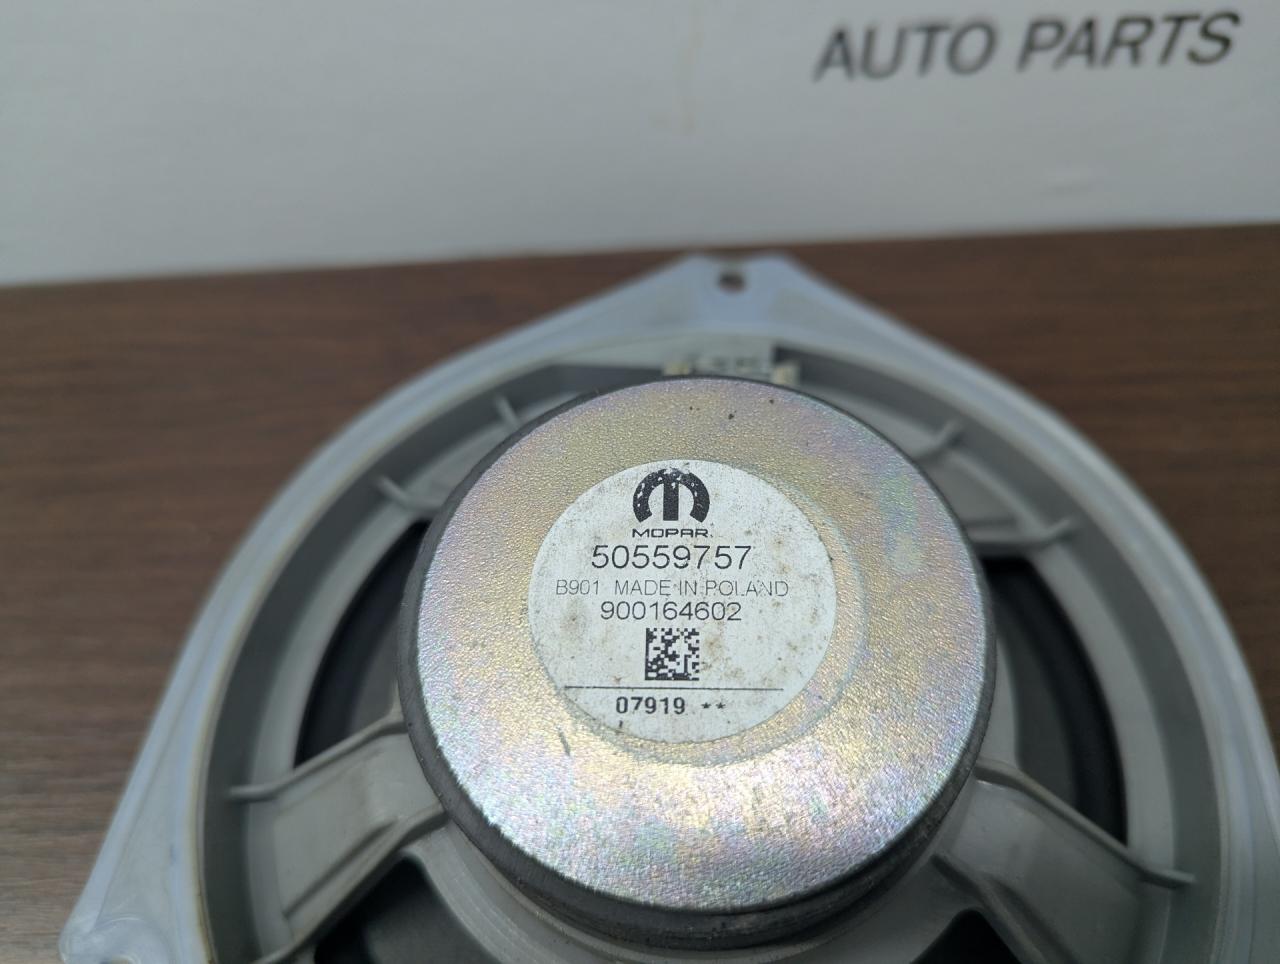 AUTO PARTS
MOPAR.
50559757
B901 MADE IN POLAND
900164602
07919 **